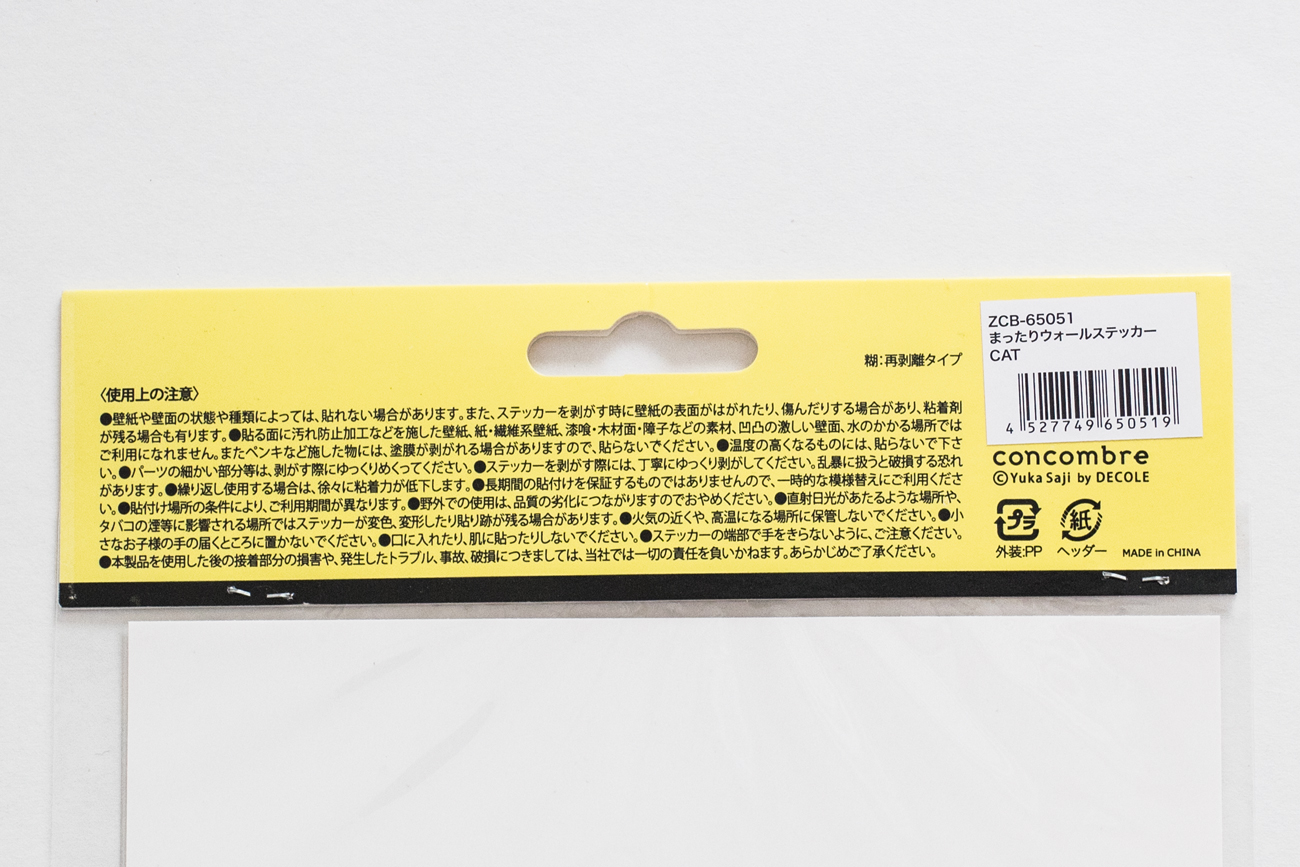 糊:再剥離タイプ
〈使用上の注意〉
●壁紙や壁面の状態や種類によっては、貼れない場合があります。また、ステッカーを剥がす時に壁紙の表面がはがれたり、傷んだりする場合があり、粘着剤
が残る場合も有ります。●貼る面に汚れ防止加工などを施した壁紙、紙・繊維系壁紙、漆喰・木材面・障子などの素材、凹凸の激しい壁面、水のかかる場所では
ご利用になれません。またペンキなど施した物には、塗膜が剥がれる場合がありますので、貼らないでください。●温度の高くなるものには、貼らないで下さ
い。●パーツの細かい部分等は、剥がす際にゆっくりめくってください。●ステッカーを剥がす際には、丁寧にゆっくり剥がしてください。乱暴に扱うと破損する恐れ
があります。●繰り返し使用する場合は、徐々に粘着力が低下します。●長期間の貼付けを保証するものではありませんので、一時的な模様替えにご利用くださ
い。●貼付け場所の条件により、ご利用期間が異なります。●野外での使用は、品質の劣化につながりますのでおやめください。●直射日光があたるような場所や、
タバコの煙等に影響される場所ではステッカーが変色、変形したり貼り跡が残る場合があります。●火気の近くや、高温になる場所に保管しないでください。●小
さなお子様の手の届くところに置かないでください。●口に入れたり、肌に貼ったりしないでください。●ステッカーの端部で手をきらないように、ご注意ください。
●本製品を使用した後の接着部分の損害や、発生したトラブル、事故、破損につきましては、当社では一切の責任を負いかねます。あらかじめご了承ください。
ZCB-65051
まったりウォールステッカー
CAT
4 527749 650519
concombre
©Yuka Saji by DECOLE
プラ
紙
外装:PP
ヘッダー
MADE in CHINA